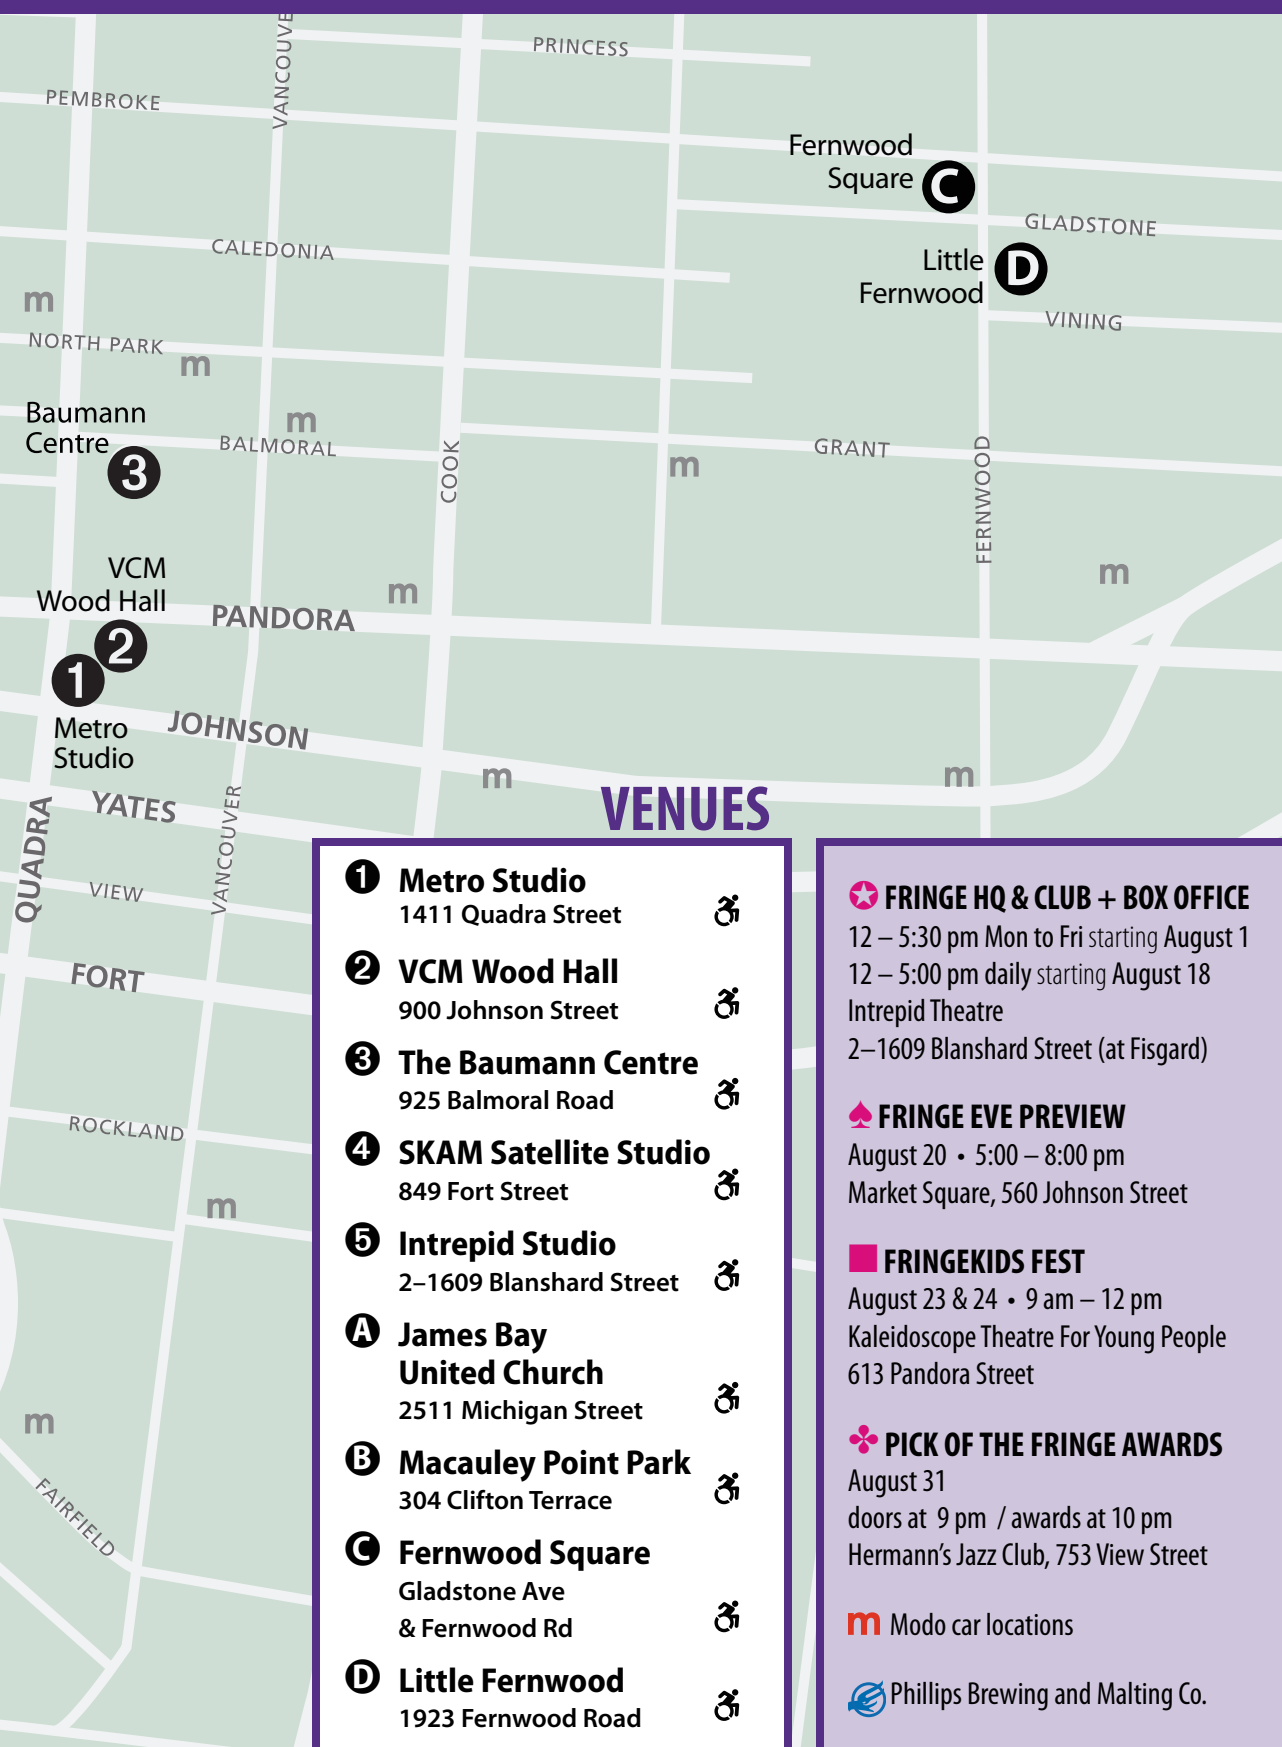 PRINCESS
VANCOUVE
PEMBROKE
Fernwood
Square
C
GLADSTONE
CALEDONIA
Little
Fernwood
D
m
VINING
NORTH PARK
m
Baumann
Centre
3
m
BALMORAL
COOK
GRANT
m
FERNWOOD
VCM
Wood Hall
2
m
m
PANDORA
1
Metro
Studio
JOHNSON
m
m
QUADRA
YATES
VANCOUVER
VIEW
FORT
ROCKLAND
m
m
FAIRFIELD
VENUES
1 Metro Studio
1411 Quadra Street
2 VCM Wood Hall
900 Johnson Street
3 The Baumann Centre
925 Balmoral Road
4 SKAM Satellite Studio
849 Fort Street
5 Intrepid Studio
2–1609 Blanshard Street
A James Bay
United Church
2511 Michigan Street
B Macauley Point Park
304 Clifton Terrace
C Fernwood Square
Gladstone Ave
& Fernwood Rd
D Little Fernwood
1923 Fernwood Road
FRINGE HQ & CLUB + BOX OFFICE
12 – 5:30 pm Mon to Fri starting August 1
12 – 5:00 pm daily starting August 18
Intrepid Theatre
2–1609 Blanshard Street (at Fisgard)
FRINGE EVE PREVIEW
August 20 • 5:00 – 8:00 pm
Market Square, 560 Johnson Street
FRINGEKIDS FEST
August 23 & 24 • 9 am – 12 pm
Kaleidoscope Theatre For Young People
613 Pandora Street
PICK OF THE FRINGE AWARDS
August 31
doors at 9 pm / awards at 10 pm
Hermann's Jazz Club, 753 View Street
m Modo car locations
Phillips Brewing and Malting Co.